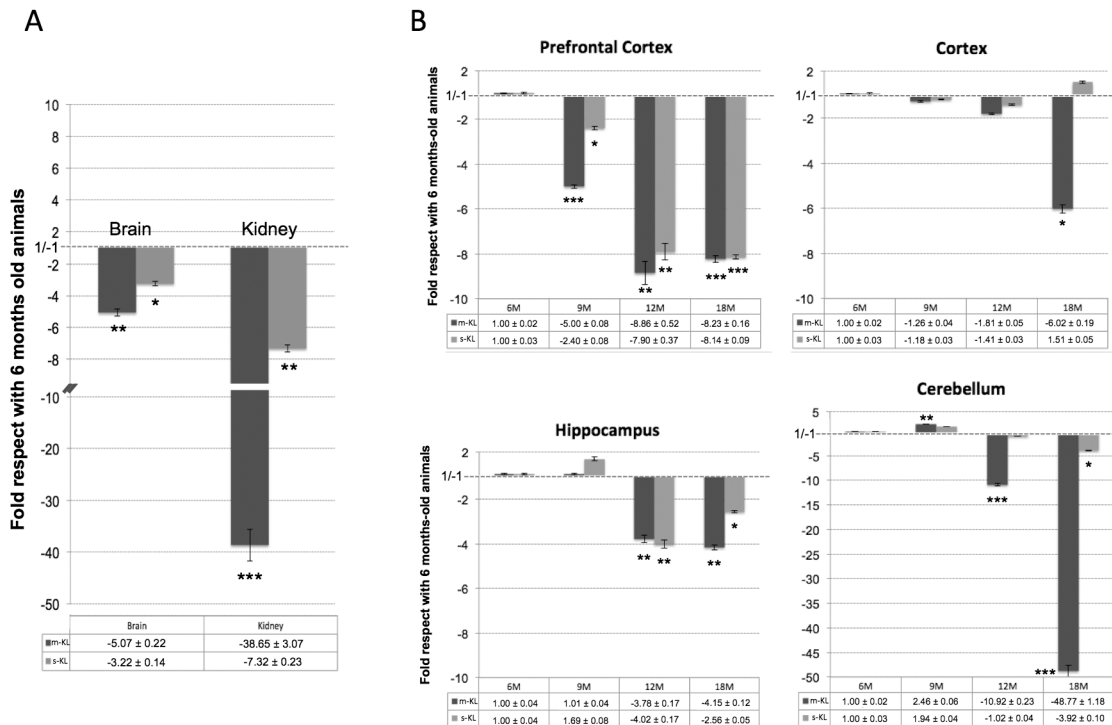 A
Fold respect with 6 months old animals
10
8
6
4
2
1/-1
-2
-4
-6
-8
-10
-20
-30
-40
-50
Brain
Kidney
**
*
***
**
Brain Kidney
m-KL -5.07 ± 0.22 -38.65 ± 3.07
s-KL -3.22 ± 0.14 -7.32 ± 0.23
B
Prefrontal Cortex
Fold respect with 6 months-old animals
2
1/-1
-2
-4
-6
-8
-10
***
*
**
**
***
***
6M 9M 12M 18M
m-KL 1.00 ± 0.02 -5.00 ± 0.08 -8.86 ± 0.52 -8.23 ± 0.16
s-KL 1.00 ± 0.03 -2.40 ± 0.08 -7.90 ± 0.37 -8.14 ± 0.09
Cortex
2
1/-1
-2
-4
-6
-8
-10
*
6M 9M 12M 18M
m-KL 1.00 ± 0.02 -1.26 ± 0.04 -1.81 ± 0.05 -6.02 ± 0.19
s-KL 1.00 ± 0.03 -1.18 ± 0.03 -1.41 ± 0.03 1.51 ± 0.05
Hippocampus
Fold respect with 6 months-old animals
2
1/-1
-2
-4
-6
-8
-10
**
**
**
*
6M 9M 12M 18M
m-KL 1.00 ± 0.04 1.01 ± 0.04 -3.78 ± 0.17 -4.15 ± 0.12
s-KL 1.00 ± 0.04 1.69 ± 0.08 -4.02 ± 0.17 -2.56 ± 0.05
Cerebellum
5
1/-1
-5
-10
-15
-20
-25
-30
-35
-40
-45
-50
**
***
***
*
6M 9M 12M 18M
m-KL 1.00 ± 0.02 2.46 ± 0.06 -10.92 ± 0.23 -48.77 ± 1.18
s-KL 1.00 ± 0.03 1.94 ± 0.04 -1.02 ± 0.04 -3.92 ± 0.10